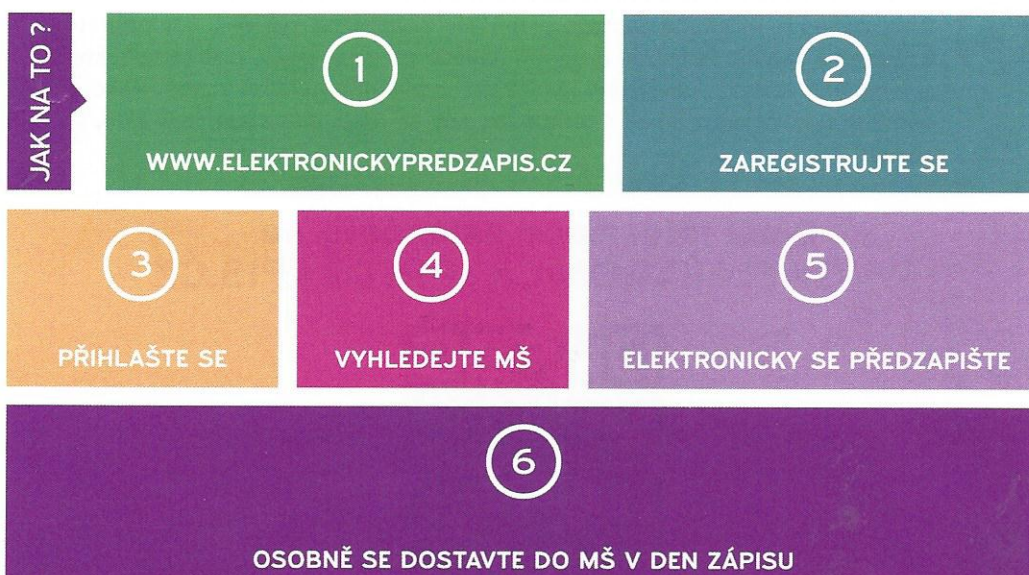 JAK NA TO ?
1
WWW.ELEKTRONICKYPREDZAPIS.CZ
2
ZAREGISTRUJTE SE
3
PŘIHLAŠTE SE
4
VYHLEDEJTE MŠ
5
ELEKTRONICKY SE PŘEDZAPIŠTE
6
OSOBNĚ SE DOSTAVTE DO MŠ V DEN ZÁPISU